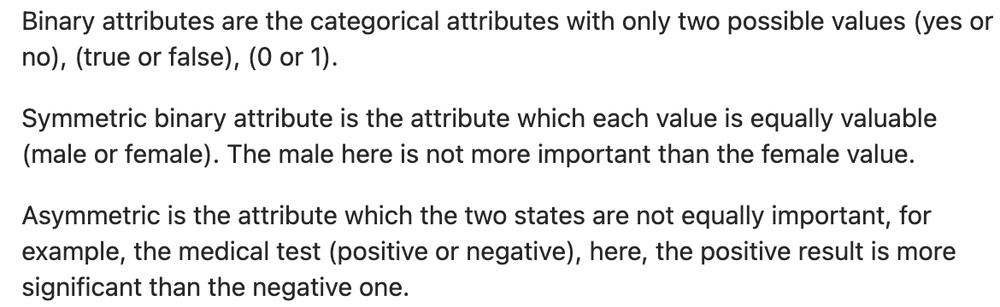 Binary attributes are the categorical attributes with only two possible values (yes or
no), (true or false), (0 or 1).
Symmetric binary attribute is the attribute which each value is equally valuable
(male or female). The male here is not more important than the female value.
Asymmetric is the attribute which the two states are not equally important, for
example, the medical test (positive or negative), here, the positive result is more
significant than the negative one.